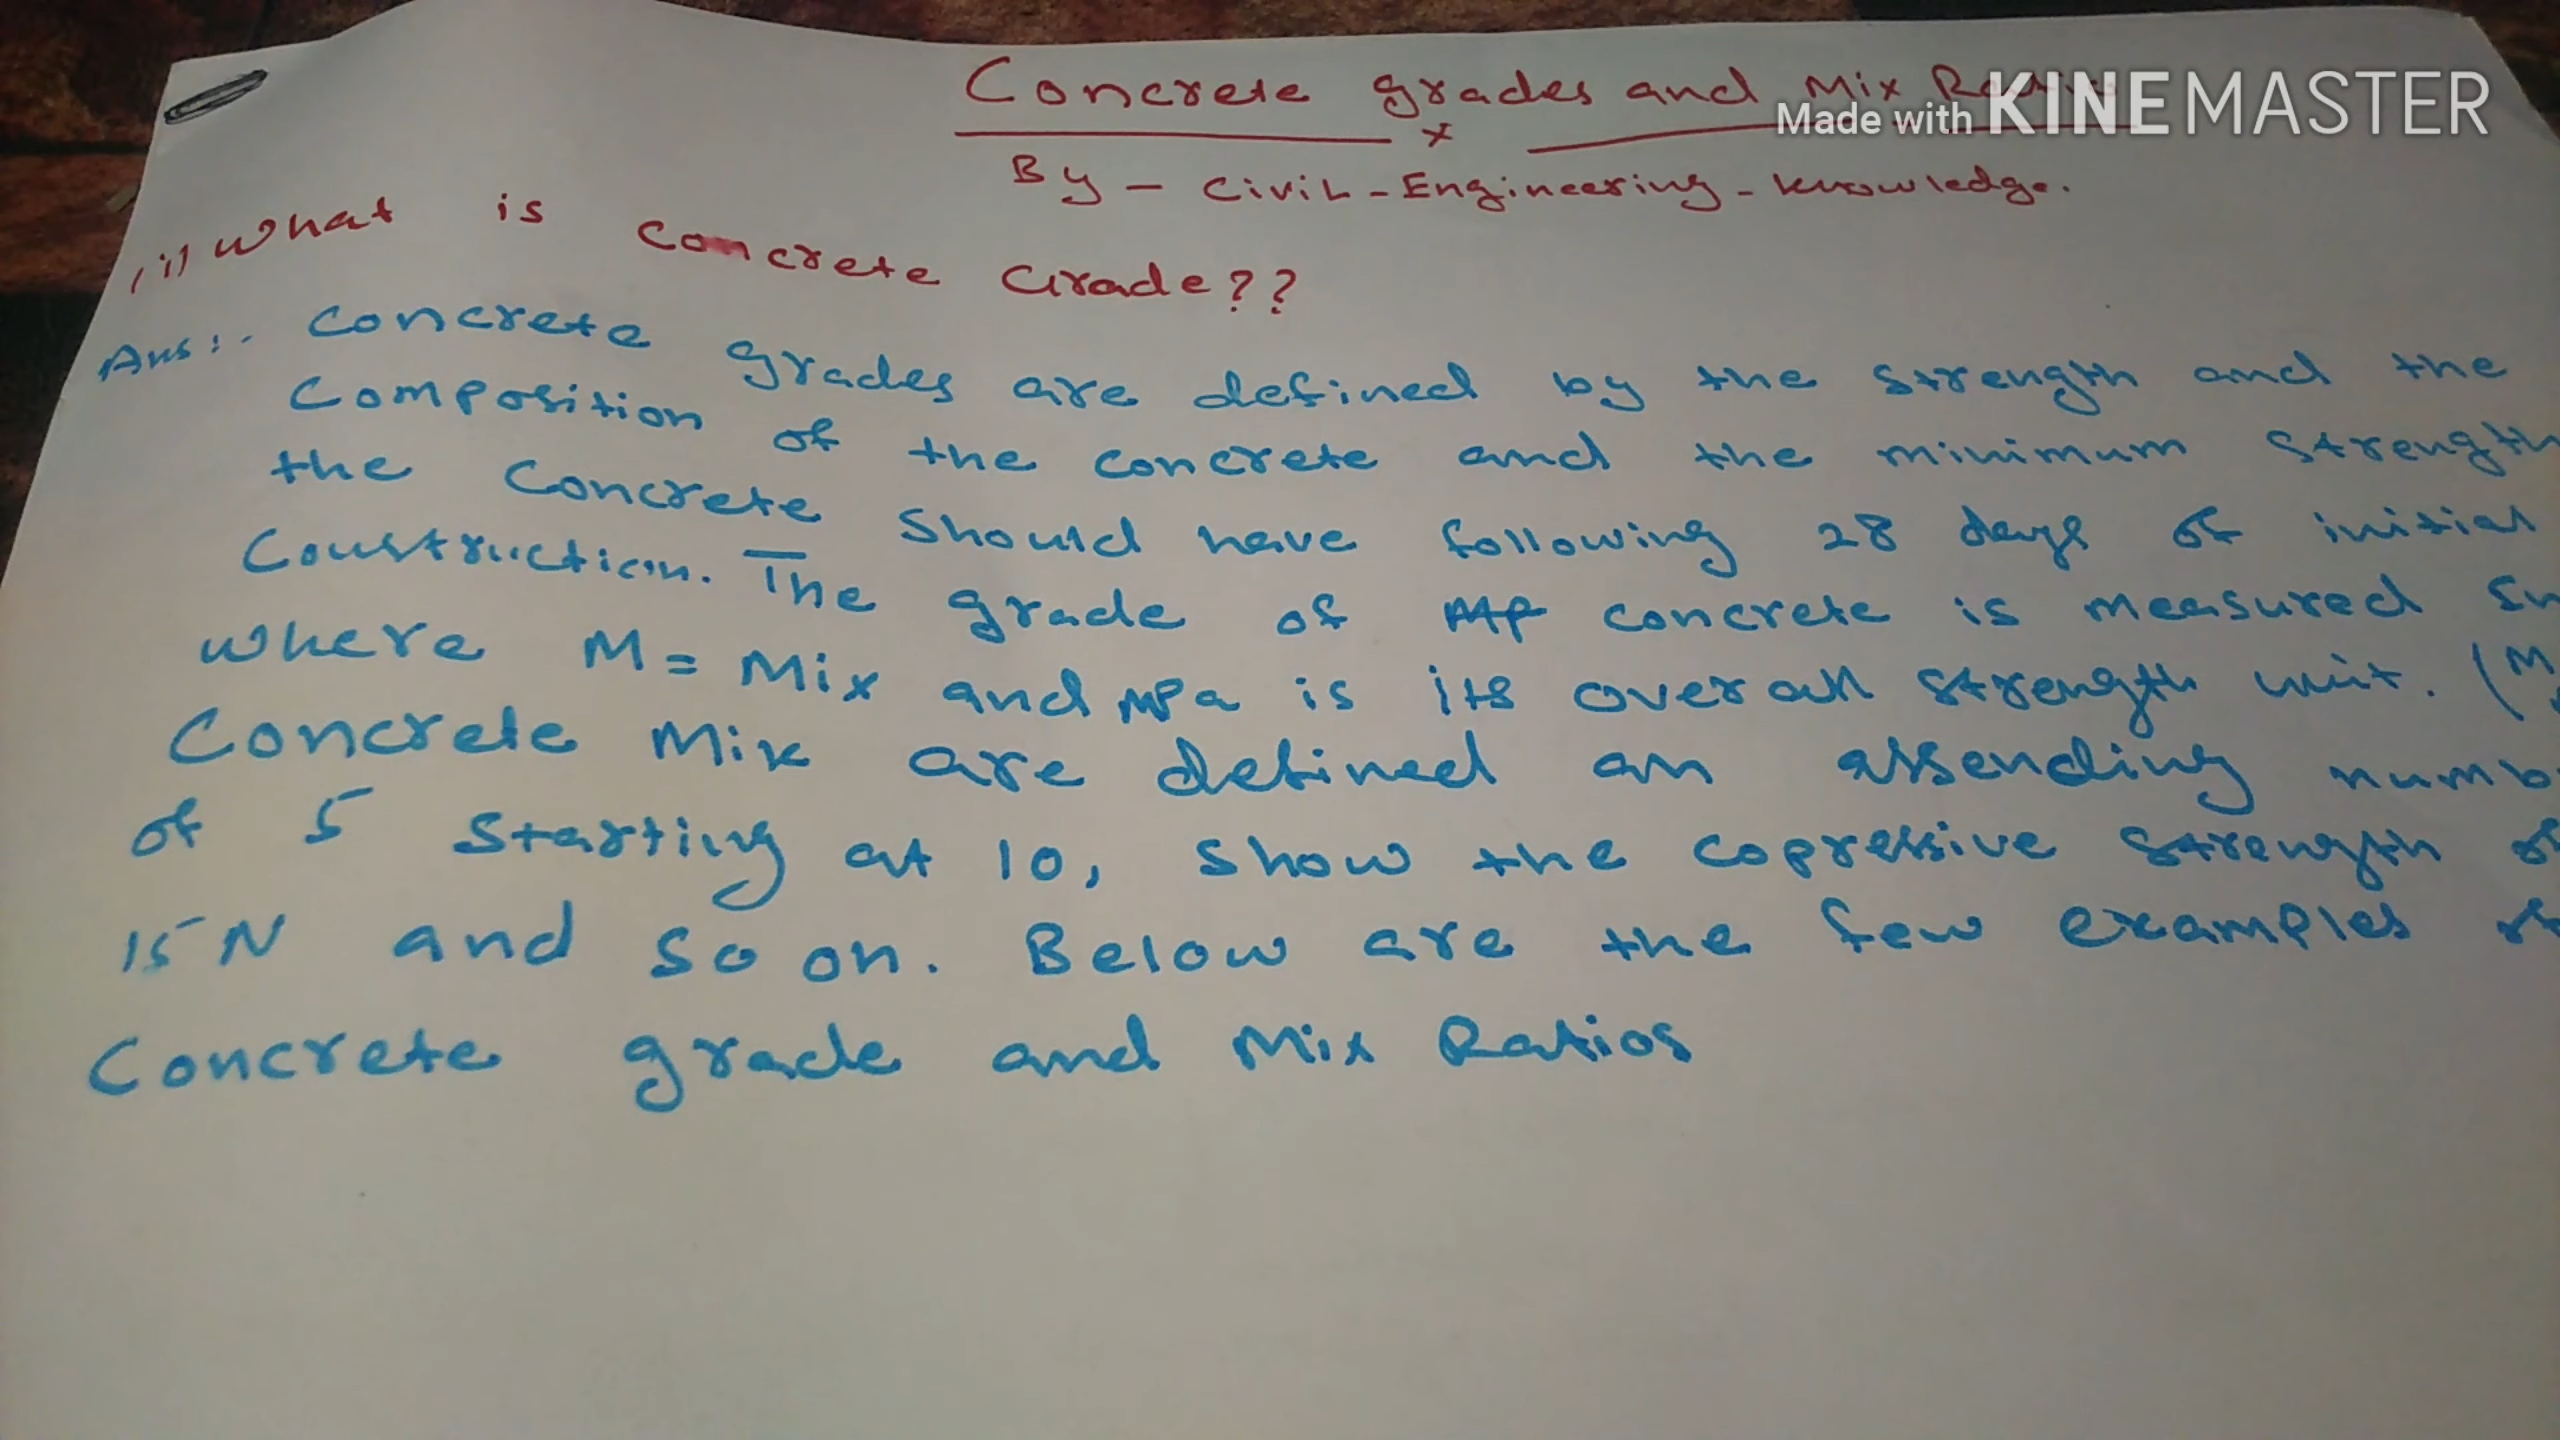 Concrete grades and Mix
Made with KINEMASTER
x
By - Civil - Engineering - knowledge.
(1) What is Concrete Grade??
Ans:- Concrete grades are defined by the strength and the
Composition of the concrete and the minimum strength
the Concrete Should have following 28 days of initial
Construction. The grade of concrete is measured in
where M = Mix and MPa is its overall strength unit. (M
Concrete Mix are defined an assending numb
of 5 starting at 10, show the copressive strength of
15 N and so on. Below are the few examples of
Concrete grade and Mix Ratios